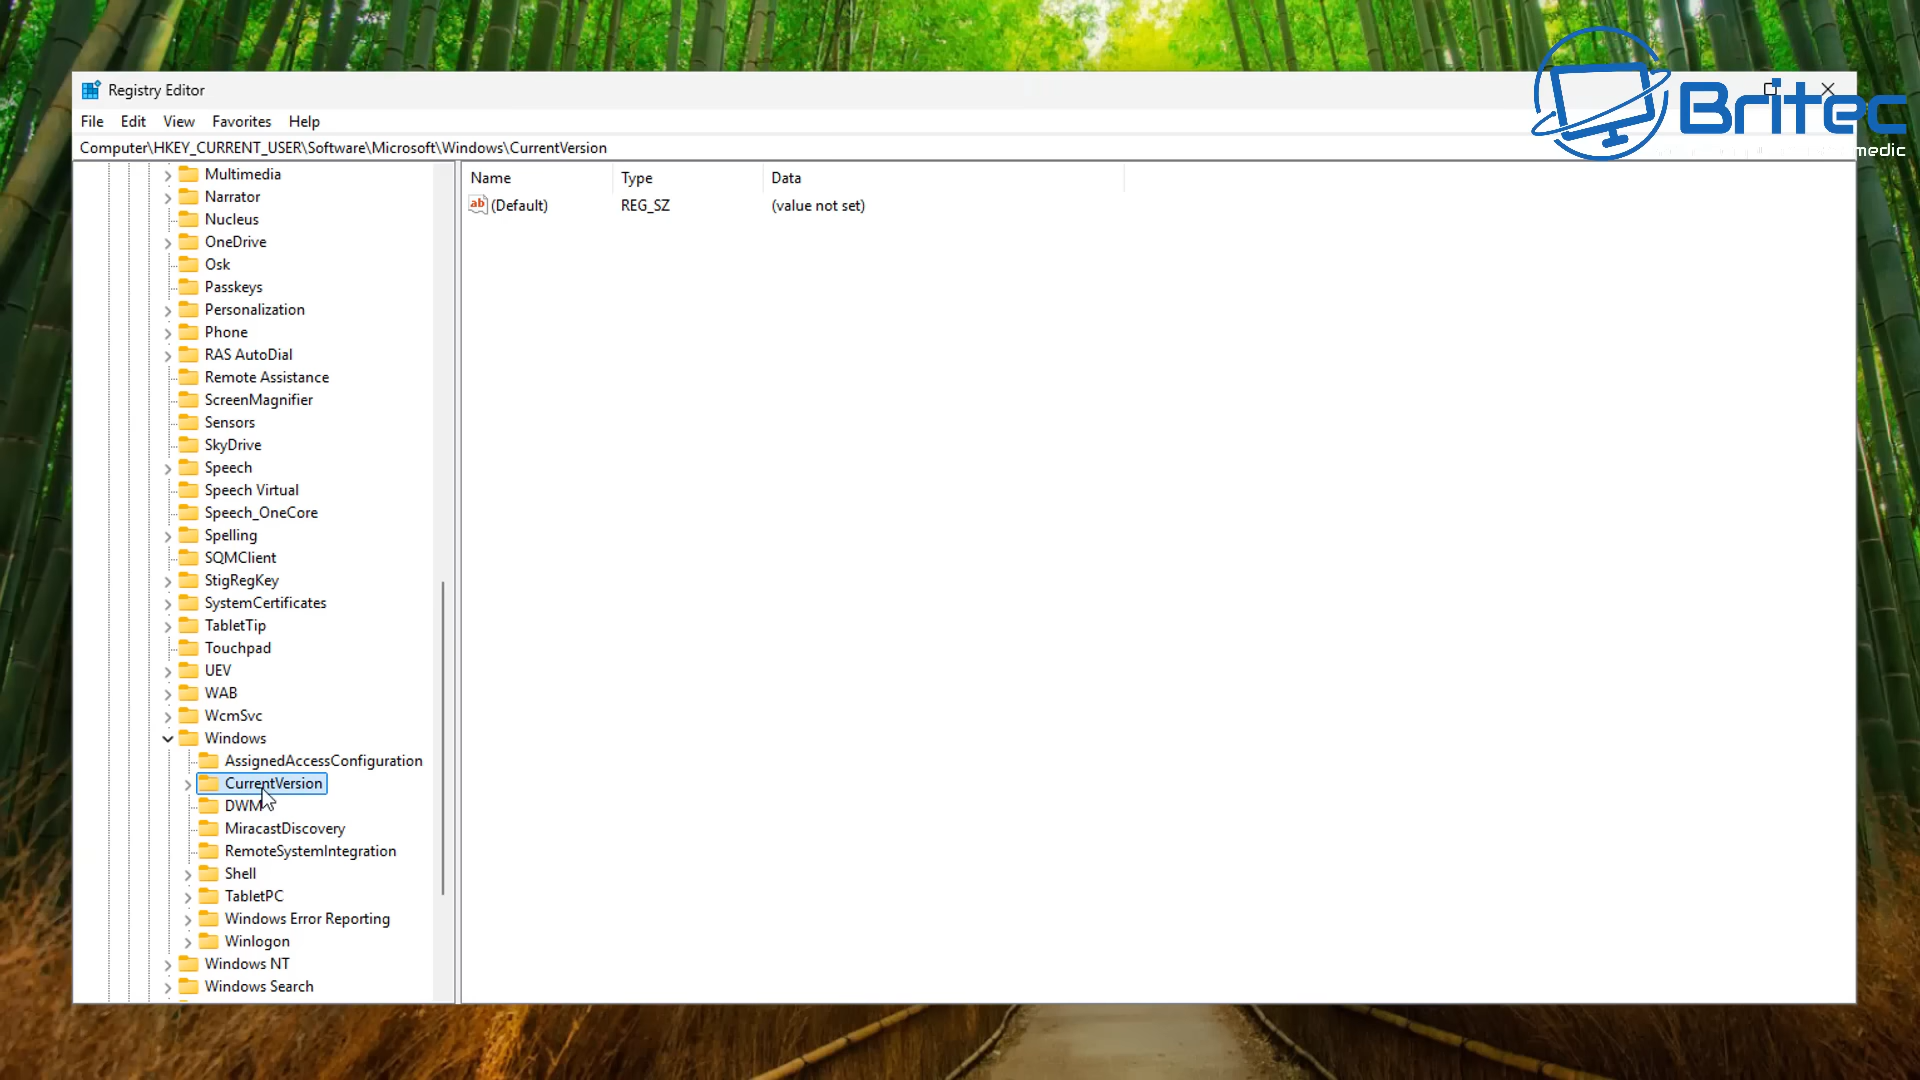 Registry Editor
File Edit View Favorites Help
Computer\HKEY_CURRENT_USER\Software\Microsoft\Windows\CurrentVersion
Multimedia
Narrator
Nucleus
OneDrive
Osk
Passkeys
Personalization
Phone
RAS AutoDial
Remote Assistance
ScreenMagnifier
Sensors
SkyDrive
Speech
Speech Virtual
Speech_OneCore
Spelling
SQMClient
StigRegKey
SystemCertificates
TabletTip
Touchpad
UEV
WAB
WcmSvc
Windows
AssignedAccessConfiguration
CurrentVersion
DWM
MiracastDiscovery
RemoteSystemIntegration
Shell
TabletPC
Windows Error Reporting
Winlogon
Windows NT
Windows Search
Name Type Data
ab (Default) REG_SZ (value not set)
Britec
medic